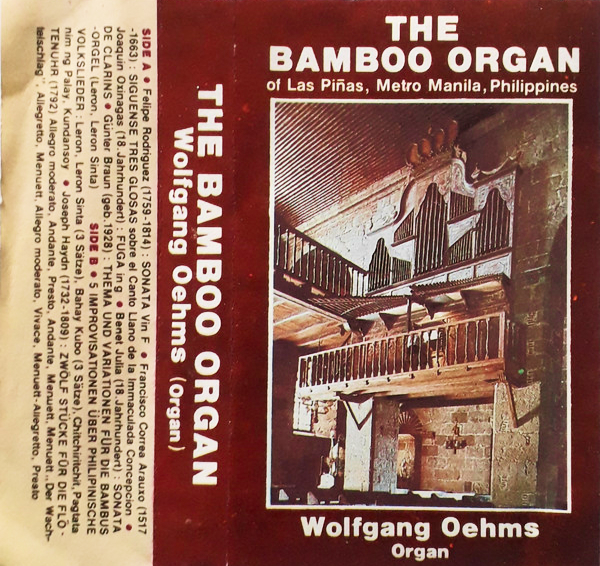 THE
BAMBOO ORGAN
of Las Piñas, Metro Manila, Philippines
Wolfgang Oehms
Organ
THE BAMBOO ORGAN
Wolfgang Oehms (organ)
SIDE A • Felipe Rodriguez (1759-1814) : SONATA Vin F • Francisco Correa Arauxo (1517
-1663) : SIGUENSE TRES GLOSAS sobre el Canto Llano de la Immaculada Concepcion •
Joaquin Oxinagas (18. Jahrhundert) : FUGA in g • Benet Julia (18. Jahrhundert) : SONATA
DE CLARINS • Günter Braun (geb. 1928) : THEMA UND VARIATIONEN FÜR DIE BAMBUS
-ORGEL (Leron, Leron Sinta) SIDE B • 5 IMPROVISATIONEN ÜBER PHILIPINISCHE
VOLKSLIEDER : Leron, Leron Sinta (3 Sätze), Bahay Kubo (3 Sätze), Chitchiritchit, Pagtata
nim ng Palay, Kundansoy • Joseph Haydn (1732-1809) : ZWÖLF STÜCKE FÜR DIE FLÖ -
TENUHR (1792) Allegro moderato, Andante, Presto, Andante, Menuett, Menuett „Der Wach-
telschlag", Allegretto, Menuett, Allegro moderato, Vivace, Menuett-Allegretto, Presto